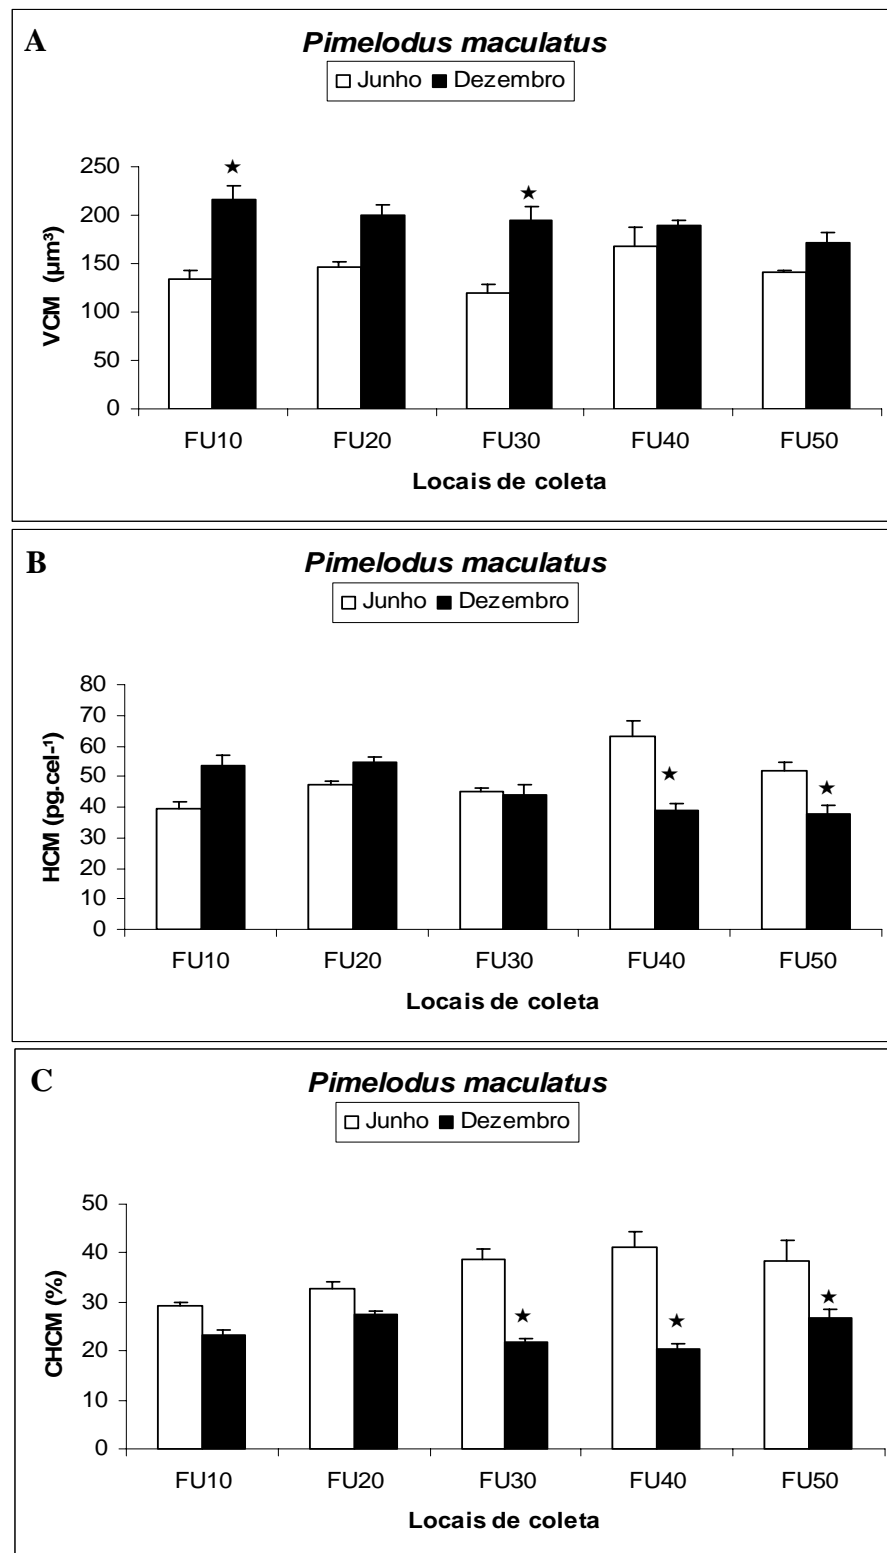 A
Pimelodus maculatus
Junho Dezembro
VCM (µm³)
250
200
150
100
50
0
FU10 FU20 FU30 FU40 FU50
Locais de coleta
B
Pimelodus maculatus
Junho Dezembro
HCM (pg.cel-¹)
80
70
60
50
40
30
20
10
0
FU10 FU20 FU30 FU40 FU50
Locais de coleta
C
Pimelodus maculatus
Junho Dezembro
CHCM (%)
50
40
30
20
10
0
FU10 FU20 FU30 FU40 FU50
Locais de coleta